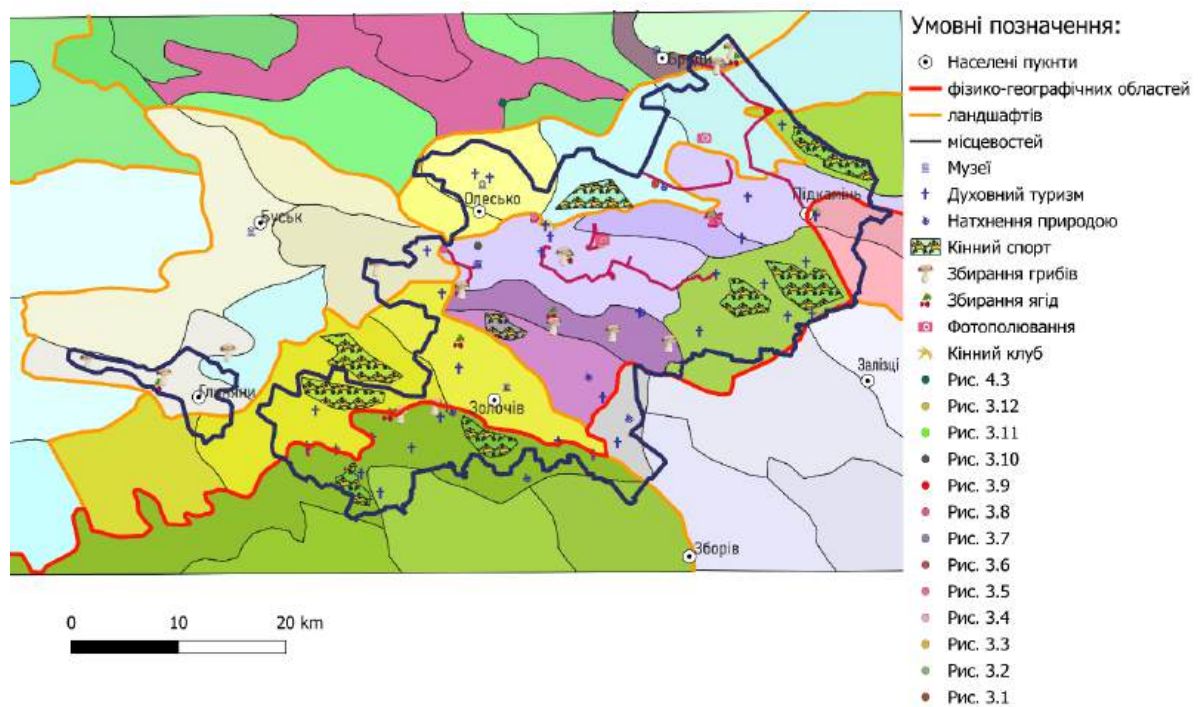 Умовні позначення:
Населені пукнти
фізико-географічних областей
ландшафтів
місцевостей
Музеї
Духовний туризм
Натхнення природою
Кінний спорт
Збирання грибів
Збирання ягід
Фотополювання
Кінний клуб
Рис. 4.3
Рис. 3.12
Рис. 3.11
Рис. 3.10
Рис. 3.9
Рис. 3.8
Рис. 3.7
Рис. 3.6
Рис. 3.5
Рис. 3.4
Рис. 3.3
Рис. 3.2
Рис. 3.1
Броди
Підкамінь
Олесько
Буськ
Залізці
Глиняни
Золочів
Зборів
0 10 20 km